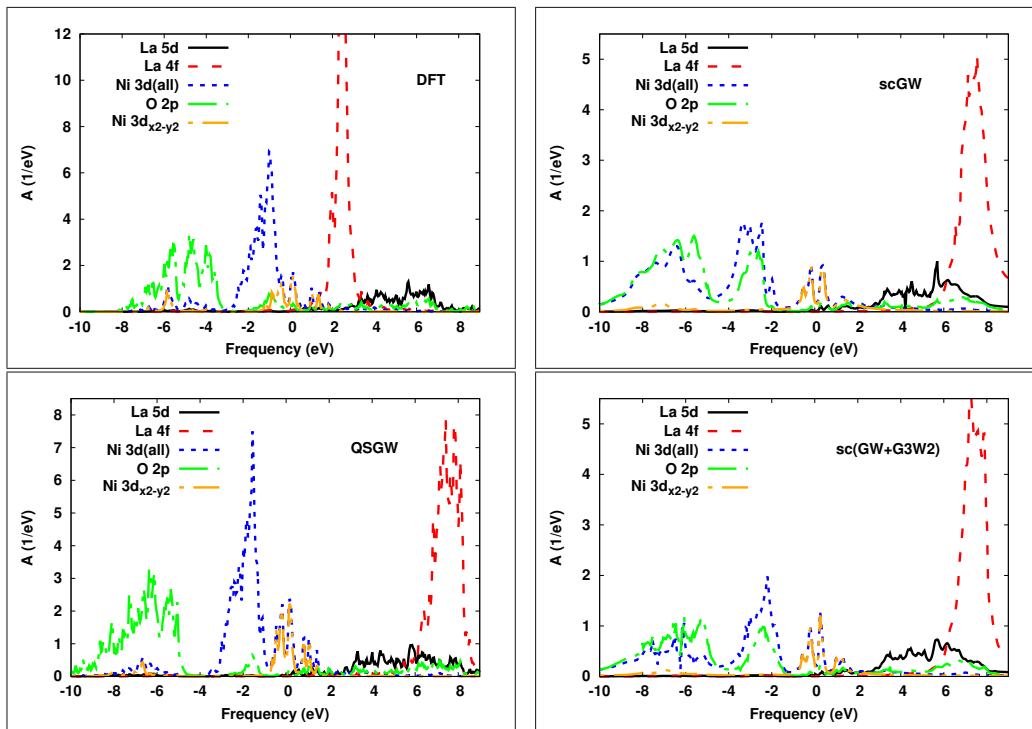 La 5d
La 4f
Ni 3d(all)
O 2p
Ni 3dx2-y2
DFT
A (1/eV)
0
2
4
6
8
10
12
-10 -8 -6 -4 -2 0 2 4 6 8
Frequency (eV)
La 5d
La 4f
Ni 3d(all)
O 2p
Ni 3dx2-y2
scGW
A (1/eV)
0
1
2
3
4
5
-10 -8 -6 -4 -2 0 2 4 6 8
Frequency (eV)
La 5d
La 4f
Ni 3d(all)
O 2p
Ni 3dx2-y2
QSGW
A (1/eV)
0
1
2
3
4
5
6
7
8
-10 -8 -6 -4 -2 0 2 4 6 8
Frequency (eV)
La 5d
La 4f
Ni 3d(all)
O 2p
Ni 3dx2-y2
sc(GW+G3W2)
A (1/eV)
0
1
2
3
4
5
-10 -8 -6 -4 -2 0 2 4 6 8
Frequency (eV)